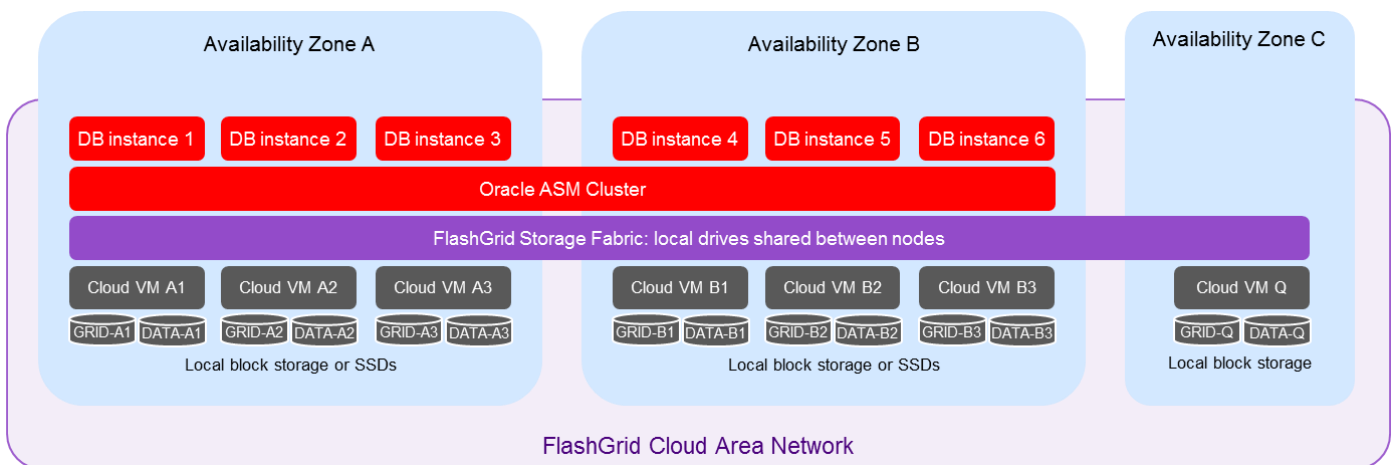 Availability Zone A
Availability Zone B
Availability Zone C
DB instance 1
DB instance 2
DB instance 3
DB instance 4
DB instance 5
DB instance 6
Oracle ASM Cluster
FlashGrid Storage Fabric: local drives shared between nodes
Cloud VM A1
Cloud VM A2
Cloud VM A3
Cloud VM B1
Cloud VM B2
Cloud VM B3
Cloud VM Q
GRID-A1
DATA-A1
GRID-A2
DATA-A2
GRID-A3
DATA-A3
GRID-B1
DATA-B1
GRID-B2
DATA-B2
GRID-B3
DATA-B3
GRID-Q
DATA-Q
Local block storage or SSDs
Local block storage or SSDs
Local block storage
FlashGrid Cloud Area Network